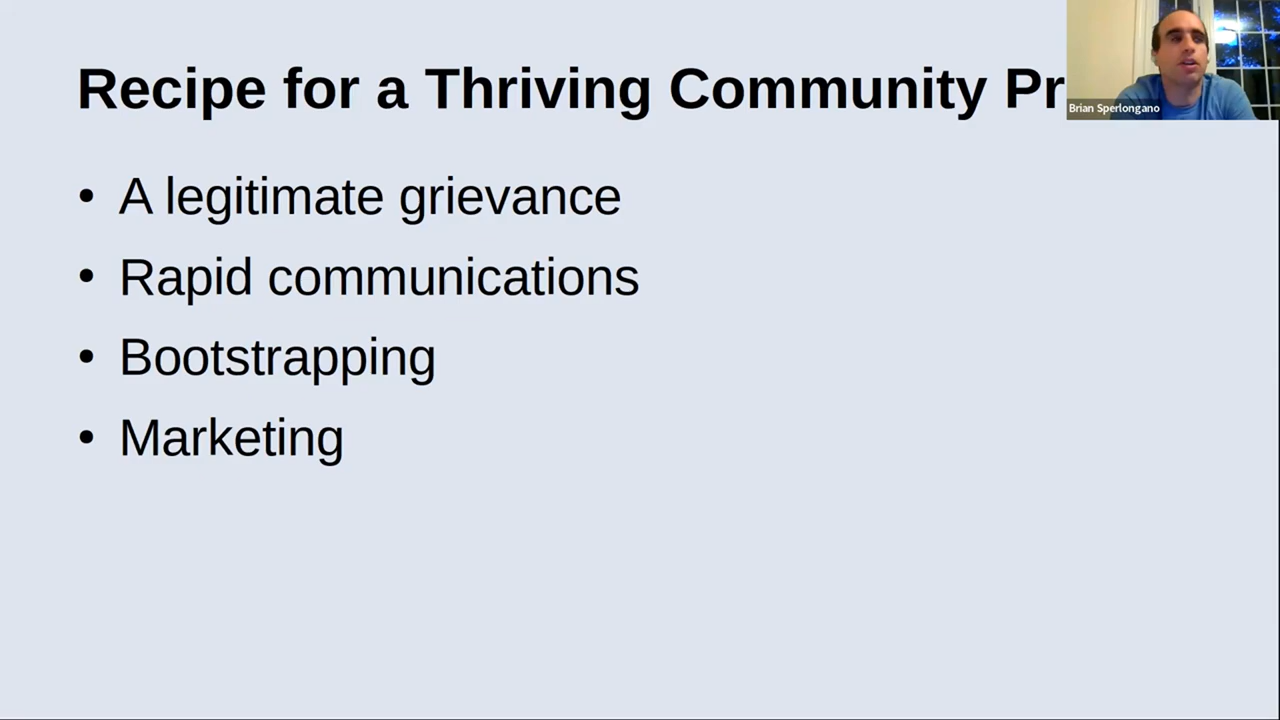 Recipe for a Thriving Community Pr
• A legitimate grievance
• Rapid communications
• Bootstrapping
• Marketing
Brian Sperlongano